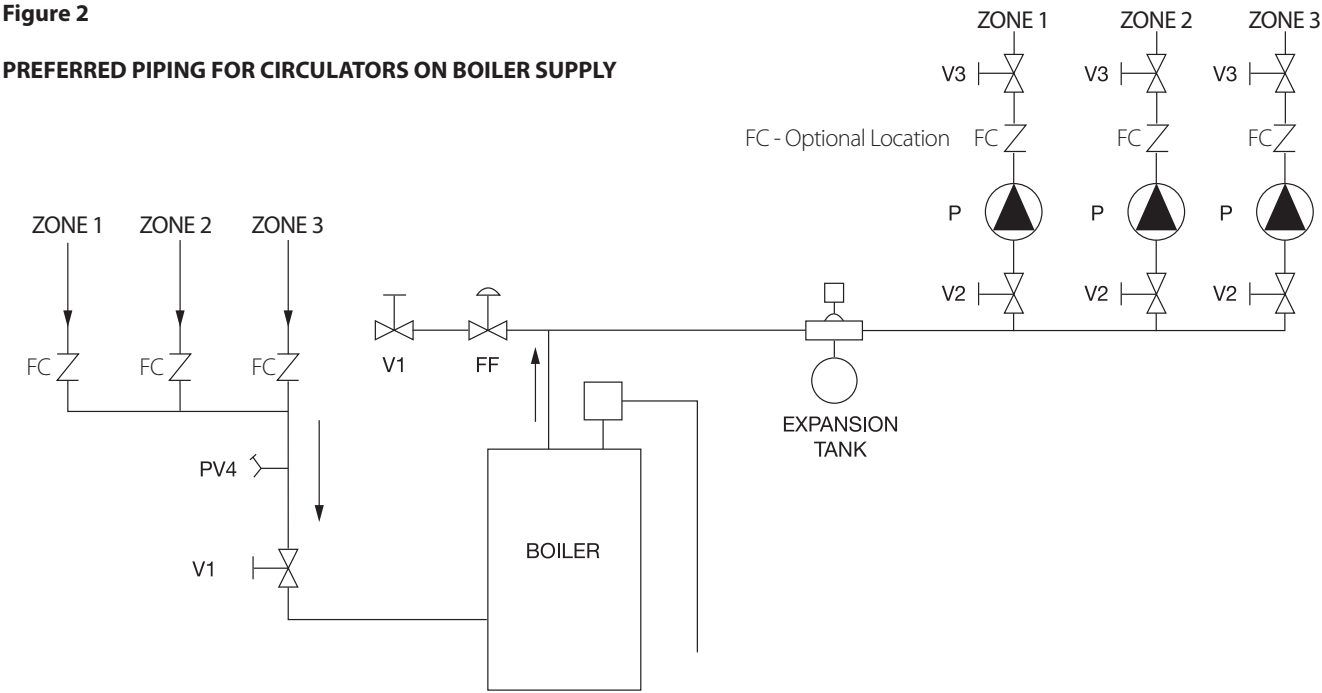 Figure 2
PREFERRED PIPING FOR CIRCULATORS ON BOILER SUPPLY
ZONE 1 ZONE 2 ZONE 3
V3 V3 V3
FC - Optional Location FC FC FC
P P P
V2 V2 V2
ZONE 1 ZONE 2 ZONE 3
FC FC FC
V1 FF
EXPANSION
TANK
PV4
V1
BOILER